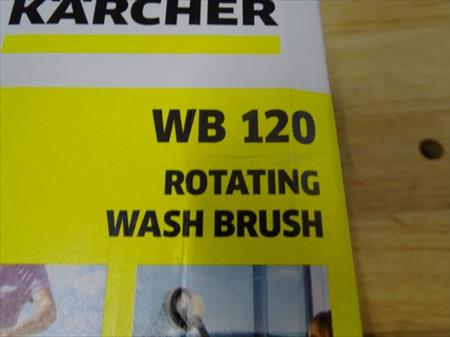 KÄRCHER
WB 120
ROTATING
WASH BRUSH